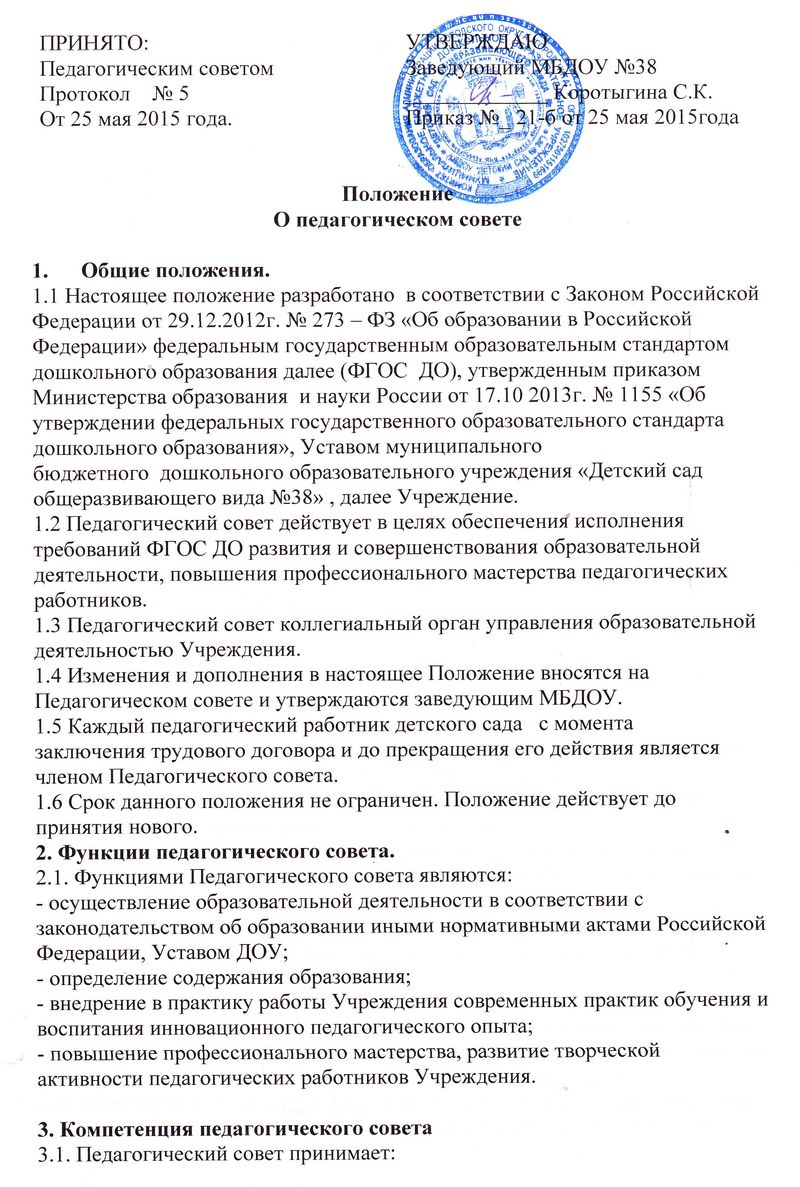 ПРИНЯТО:
Педагогическим советом
Протокол № 5
От 25 мая 2015 года.
УТВЕРЖДАЮ
Заведующий МБДОУ №38
Коротыгина С.К.
Приказ №_ 21-б от 25 мая 2015года
Положение
О педагогическом совете
1. Общие положения.
1.1 Настоящее положение разработано в соответствии с Законом Российской
Федерации от 29.12.2012г. № 273 – ФЗ «Об образовании в Российской
Федерации» федеральным государственным образовательным стандартом
дошкольного образования далее (ФГОС ДО), утвержденным приказом
Министерства образования и науки России от 17.10 2013г. № 1155 «Об
утверждении федеральных государственного образовательного стандарта
дошкольного образования», Уставом муниципального
бюджетного дошкольного образовательного учреждения «Детский сад
общеразвивающего вида №38» , далее Учреждение.
1.2 Педагогический совет действует в целях обеспечения исполнения
требований ФГОС ДО развития и совершенствования образовательной
деятельности, повышения профессионального мастерства педагогических
работников.
1.3 Педагогический совет коллегиальный орган управления образовательной
деятельностью Учреждения.
1.4 Изменения и дополнения в настоящее Положение вносятся на
Педагогическом совете и утверждаются заведующим МБДОУ.
1.5 Каждый педагогический работник детского сада с момента
заключения трудового договора и до прекращения его действия является
членом Педагогического совета.
1.6 Срок данного положения не ограничен. Положение действует до
принятия нового.
2. Функции педагогического совета.
2.1. Функциями Педагогического совета являются:
- осуществление образовательной деятельности в соответствии с
законодательством об образовании иными нормативными актами Российской
Федерации, Уставом ДОУ;
- определение содержания образования;
- внедрение в практику работы Учреждения современных практик обучения и
воспитания инновационного педагогического опыта;
- повышение профессионального мастерства, развитие творческой
активности педагогических работников Учреждения.
3. Компетенция педагогического совета
3.1. Педагогический совет принимает: